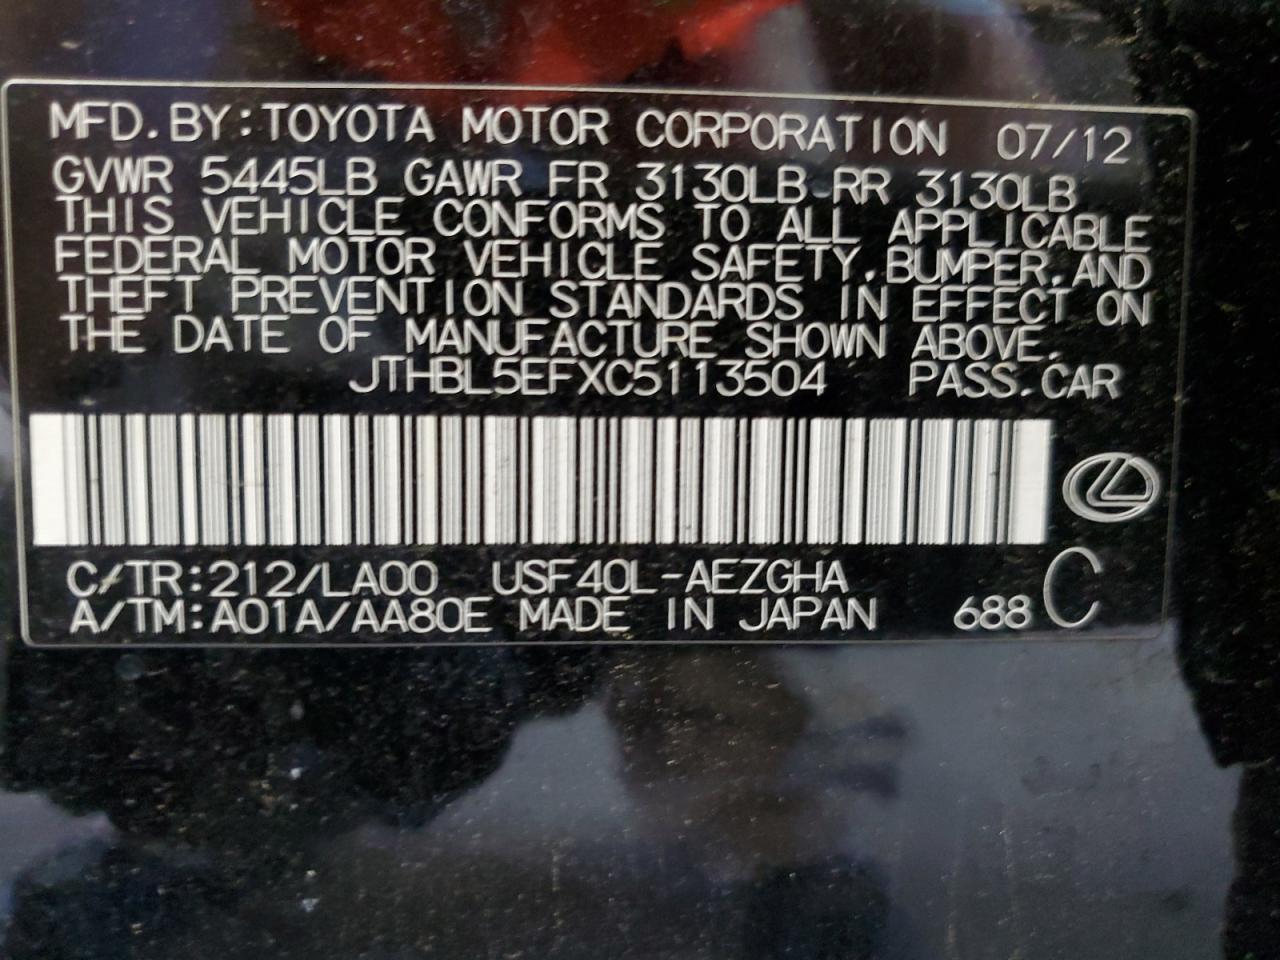 MFD. BY: TOYOTA MOTOR CORPORATION 07/12
GVWR 5445LB GAWR FR 3130LB RR 3130LB
THIS VEHICLE CONFORMS TO ALL APPLICABLE
FEDERAL MOTOR VEHICLE SAFETY, BUMPER, AND
THEFT PREVENTION STANDARDS IN EFFECT ON
THE DATE OF MANUFACTURE SHOWN ABOVE.
JTHBL5EFXC5113504 PASS. CAR
C/TR:212/LA00 USF40L-AEZGHA
A/TM:A01A/AA80E MADE IN JAPAN 688 C